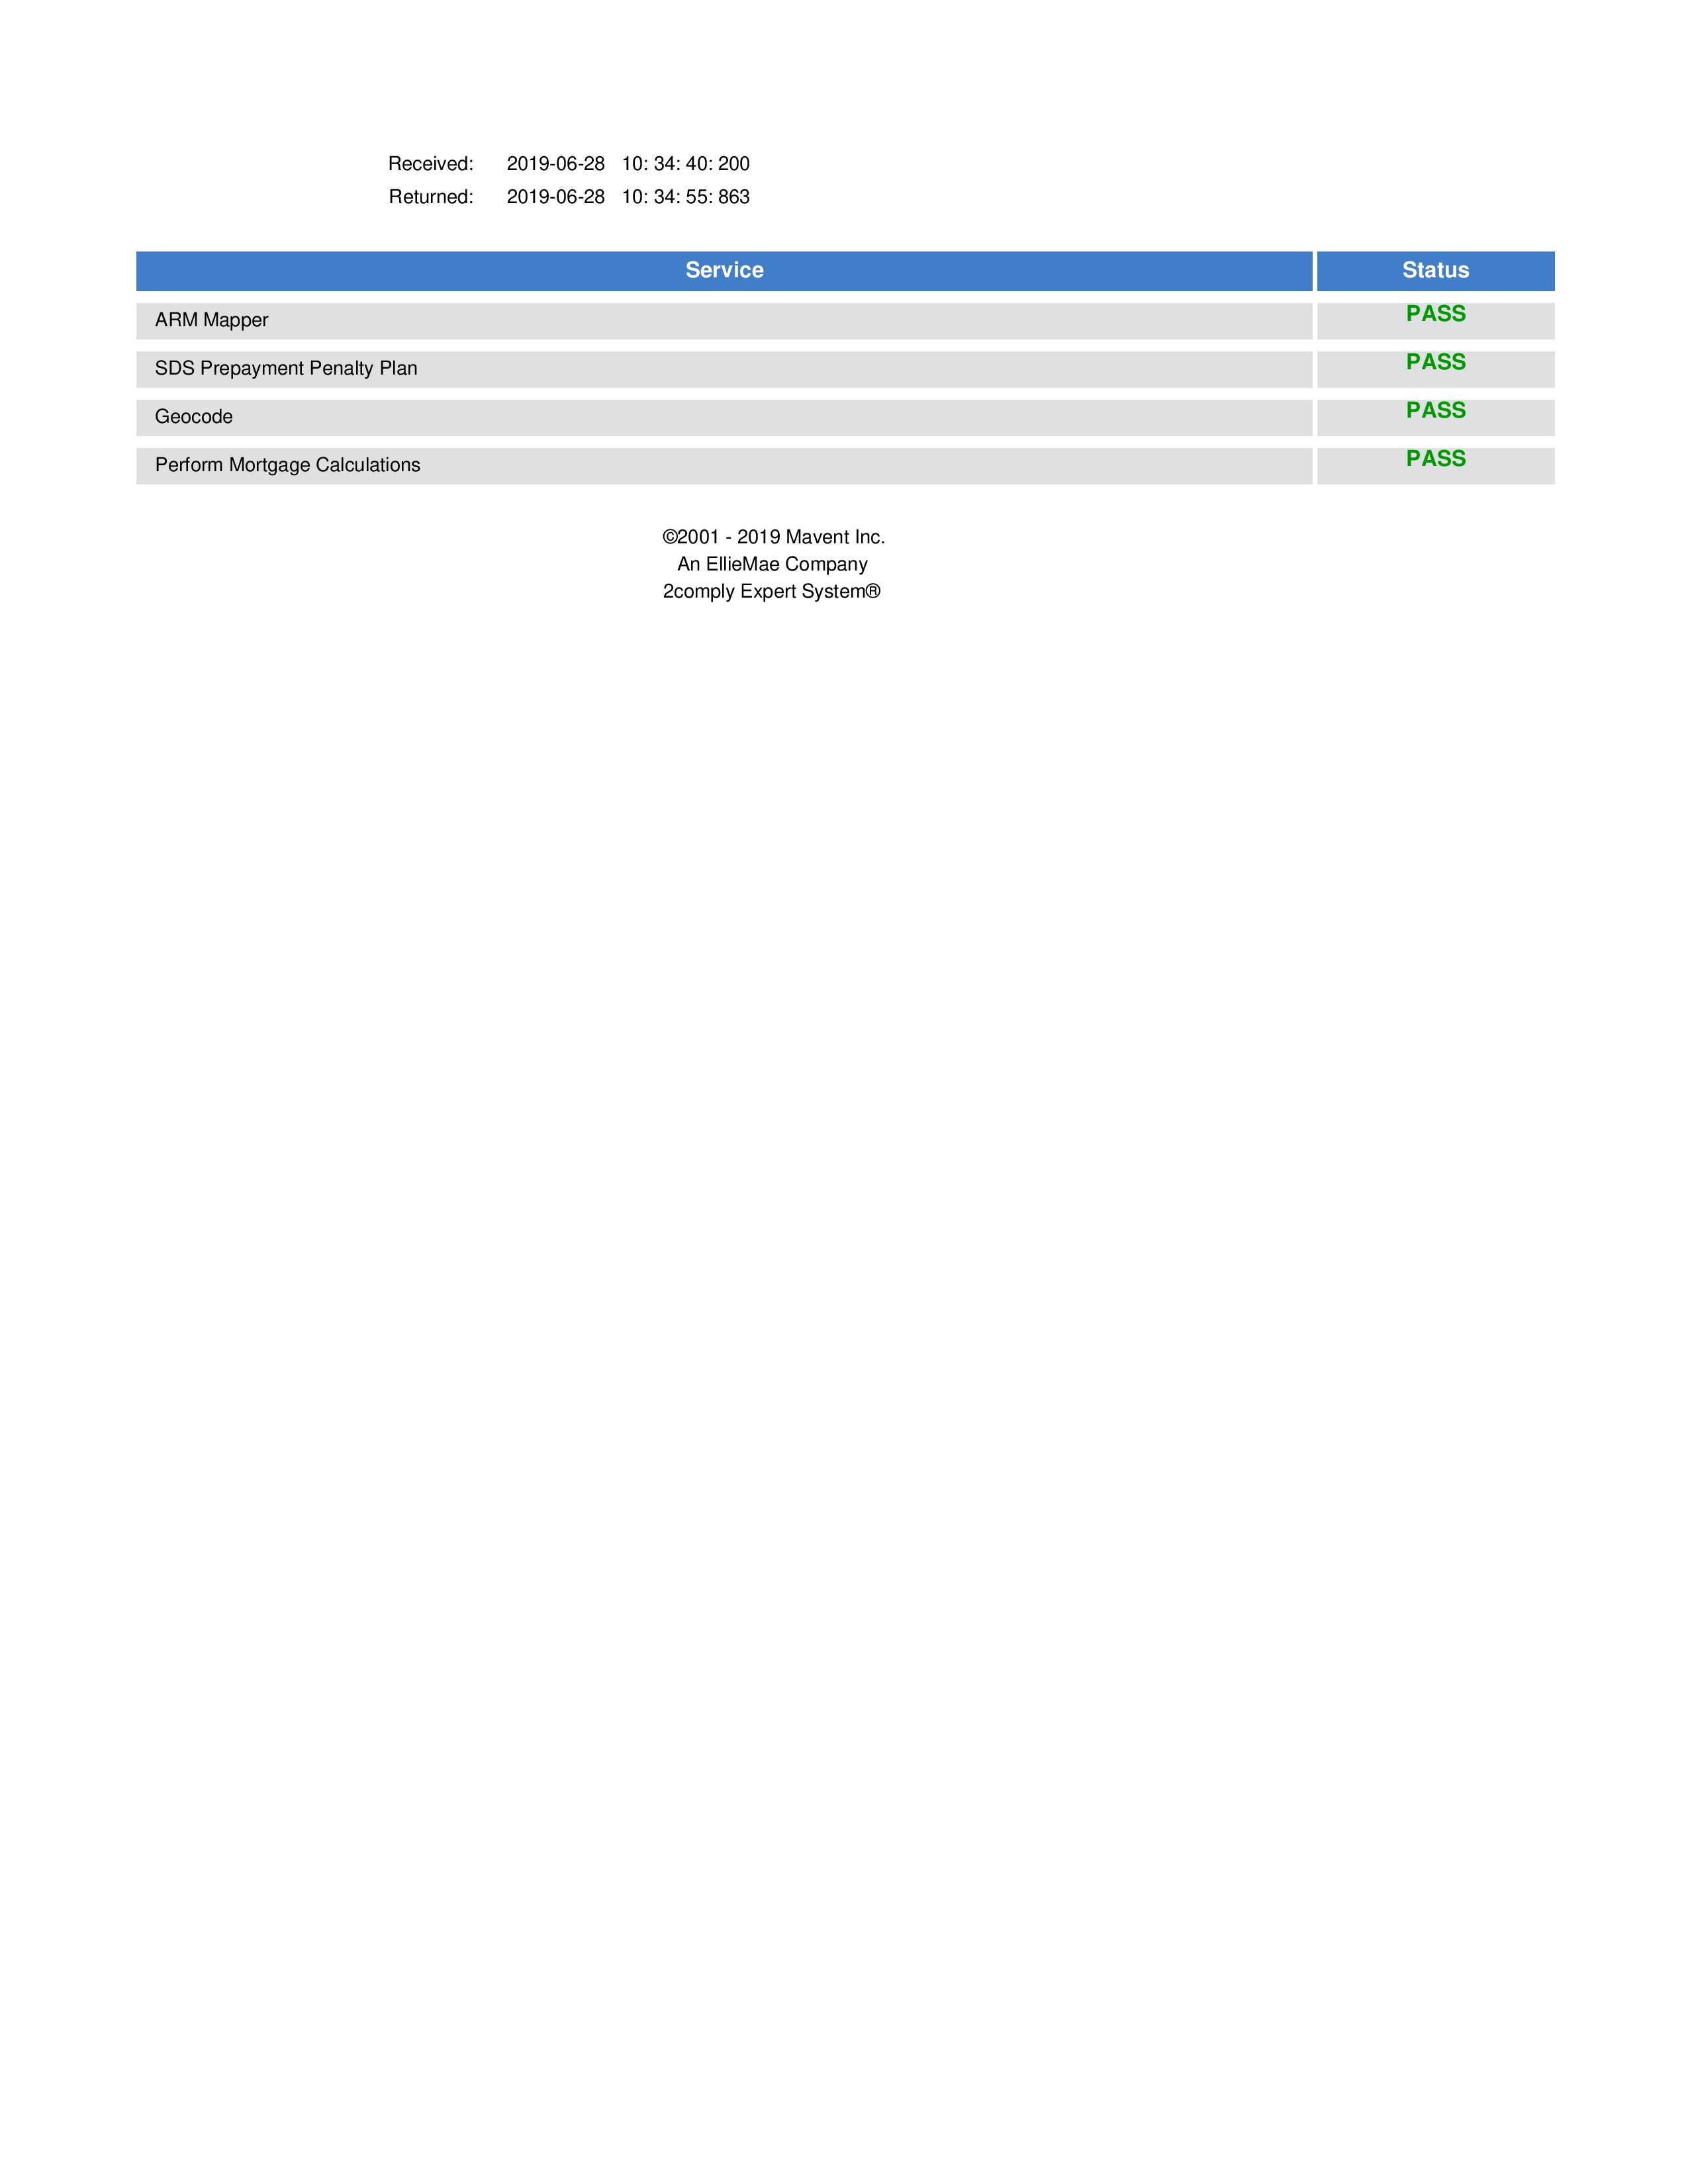 Received: 2019-06-28 10: 34: 40: 200
Returned: 2019-06-28 10: 34: 55: 863
Service Status
ARM Mapper PASS
SDS Prepayment Penalty Plan PASS
Geocode PASS
Perform Mortgage Calculations PASS
©2001 - 2019 Mavent Inc.
An EllieMae Company
2comply Expert System®